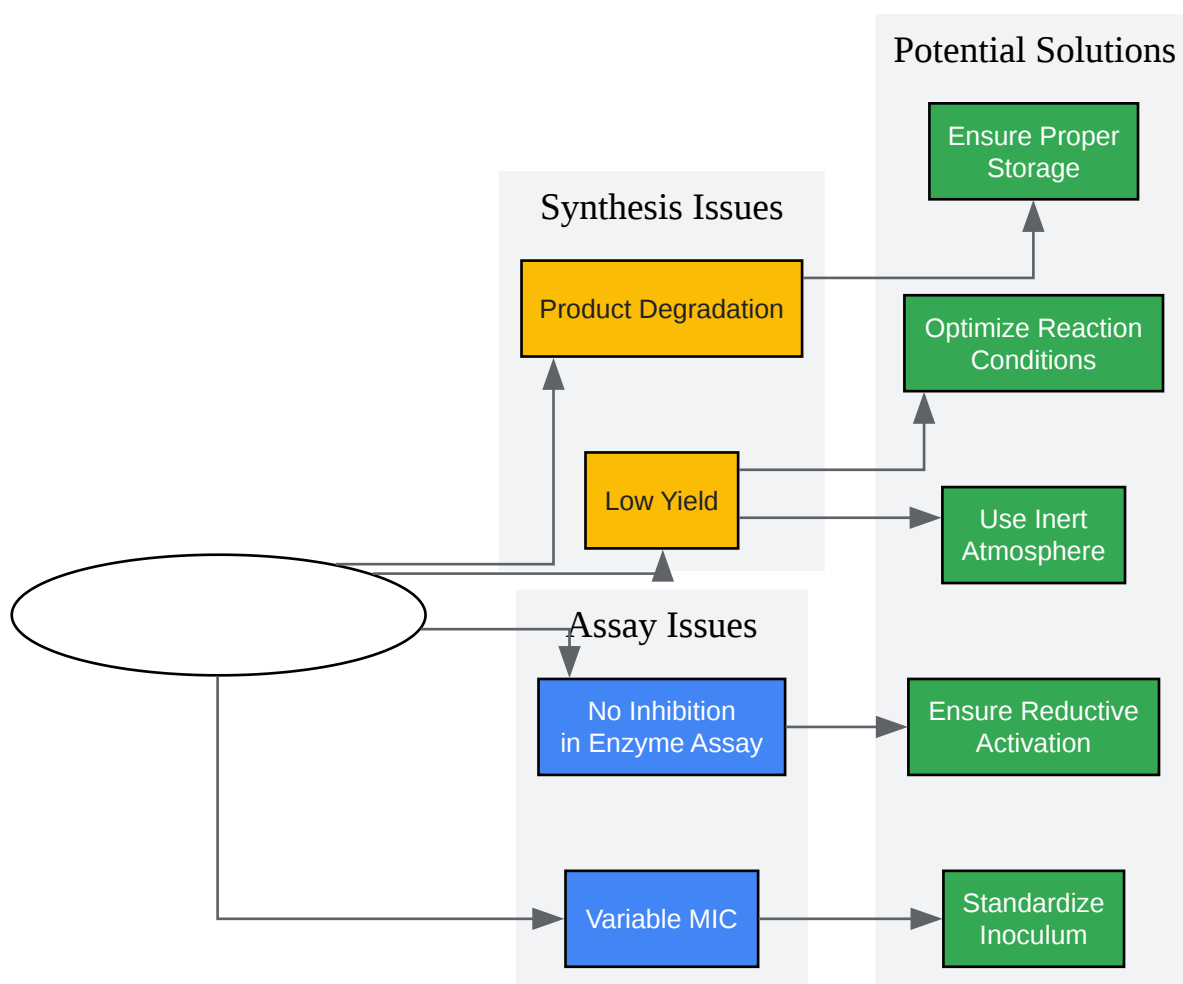 Potential Solutions
Ensure Proper
Storage
Synthesis Issues
Product Degradation
Optimize Reaction
Conditions
Low Yield
Use Inert
Atmosphere
Assay Issues
No Inhibition
in Enzyme Assay
Ensure Reductive
Activation
Variable MIC
Standardize
Inoculum